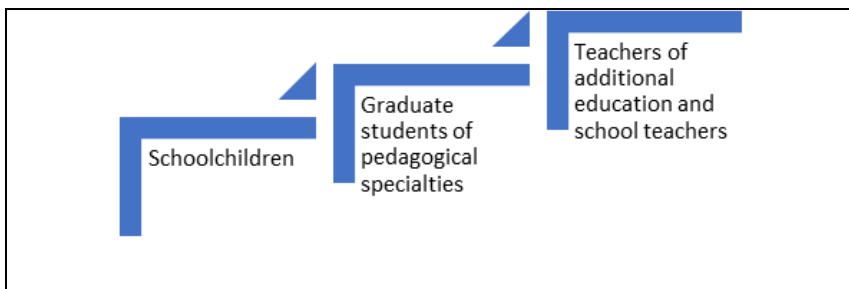 Schoolchildren
Graduate
students of
pedagogical
specialties
Teachers of
additional
education and
school teachers